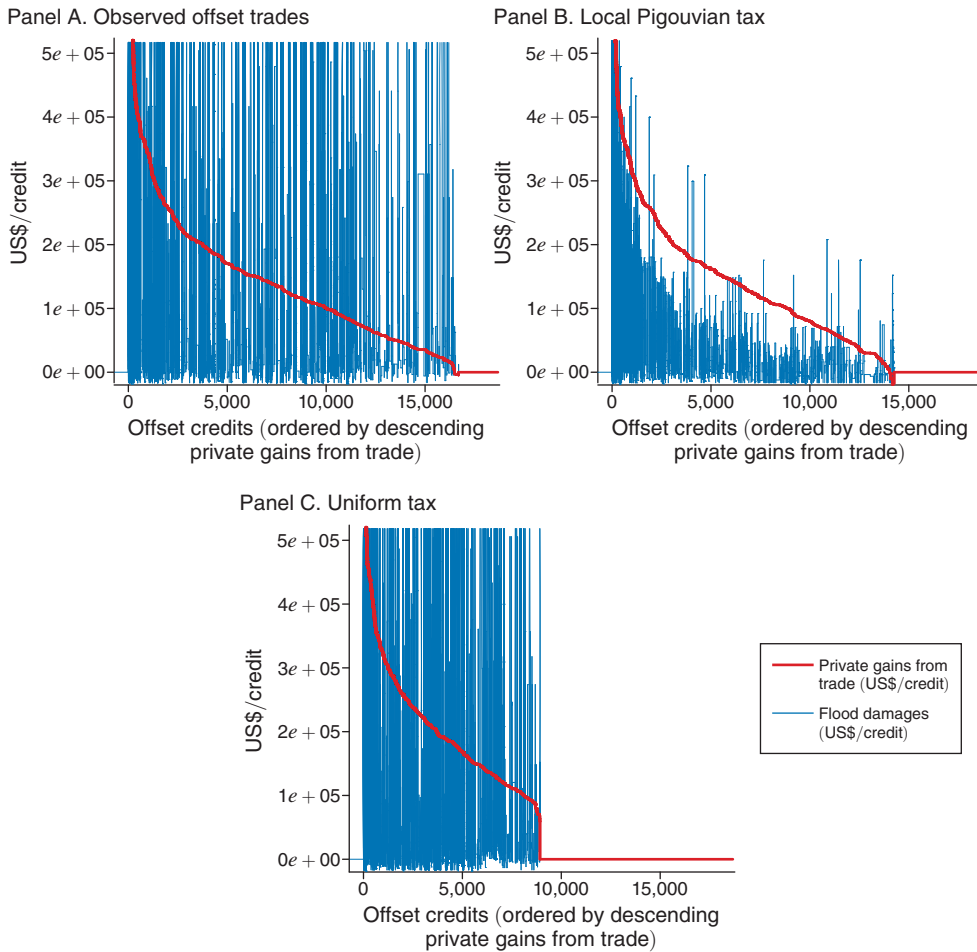 Panel A. Observed offset trades
5e + 05
4e + 05
3e + 05
2e + 05
1e + 05
0e + 00
US$/credit
0
5,000
10,000
15,000
Offset credits (ordered by descending
private gains from trade)
Panel B. Local Pigouvian tax
5e + 05
4e + 05
3e + 05
2e + 05
1e + 05
0e + 00
US$/credit
0
5,000
10,000
15,000
Offset credits (ordered by descending
private gains from trade)
Panel C. Uniform tax
5e + 05
4e + 05
3e + 05
2e + 05
1e + 05
0e + 00
US$/credit
0
5,000
10,000
15,000
Offset credits (ordered by descending
private gains from trade)
Private gains from
trade (US$/credit)
Flood damages
(US$/credit)